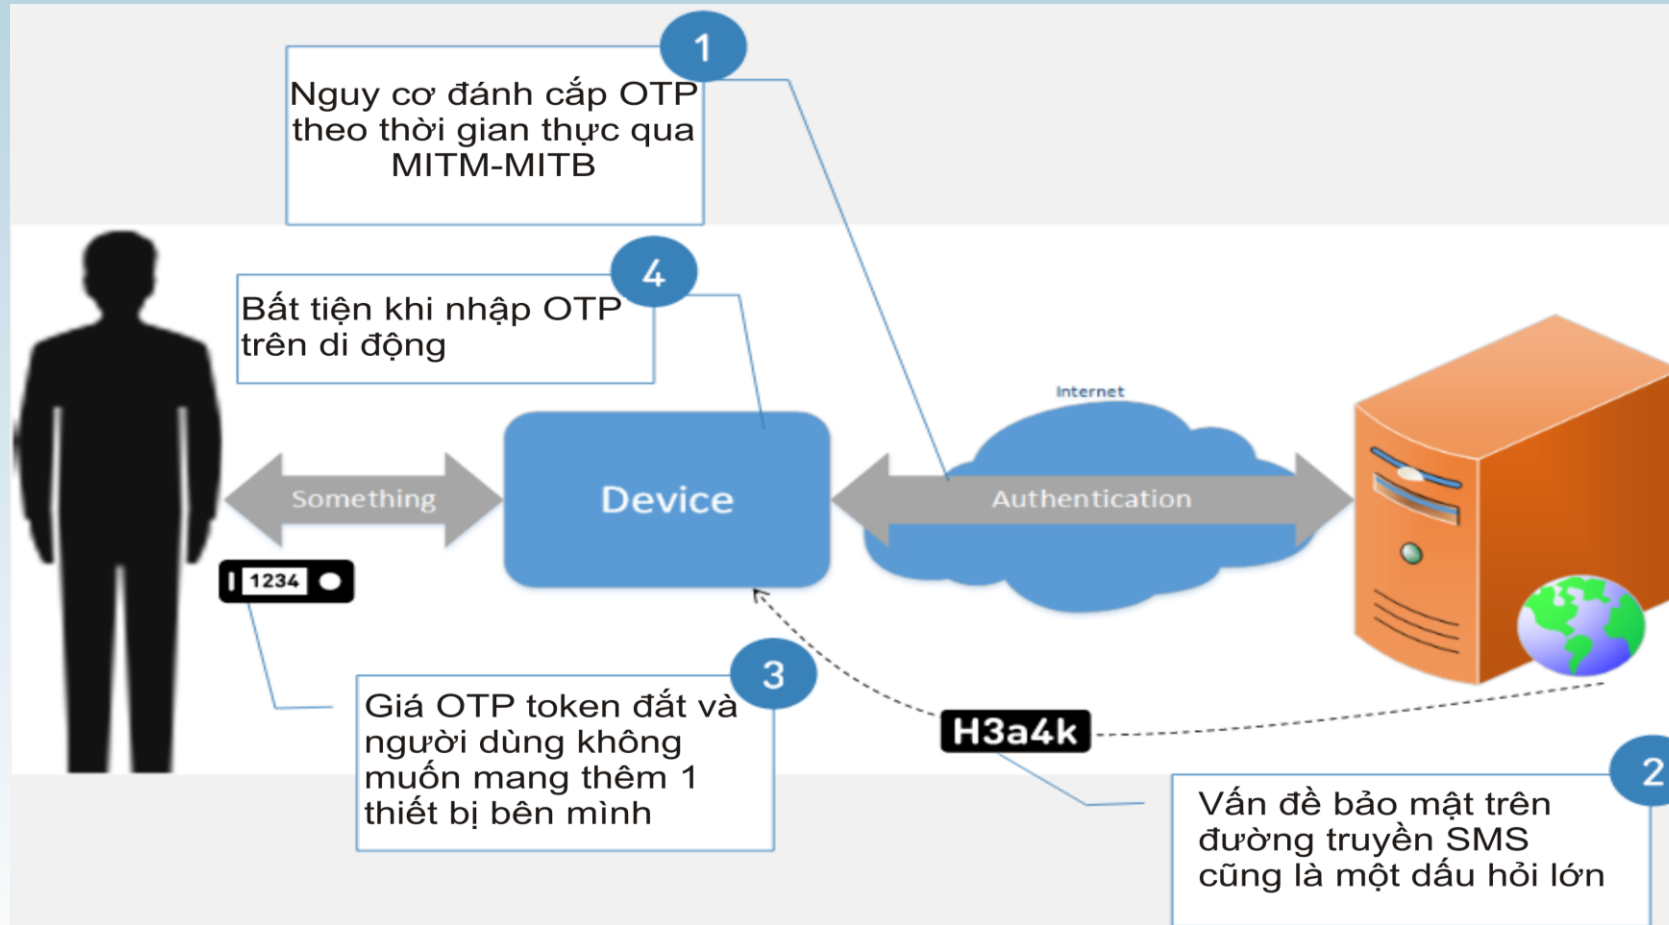 1
Nguy cơ đánh cắp OTP
theo thời gian thực qua
MITM-MITB
4
Bất tiện khi nhập OTP
trên di động
Internet
Something
Device
Authentication
1234
3
Giá OTP token đắt và
người dùng không
muốn mang thêm 1
thiết bị bên mình
H3a4k
2
Vấn đề bảo mật trên
đường truyền SMS
cũng là một dấu hỏi lớn